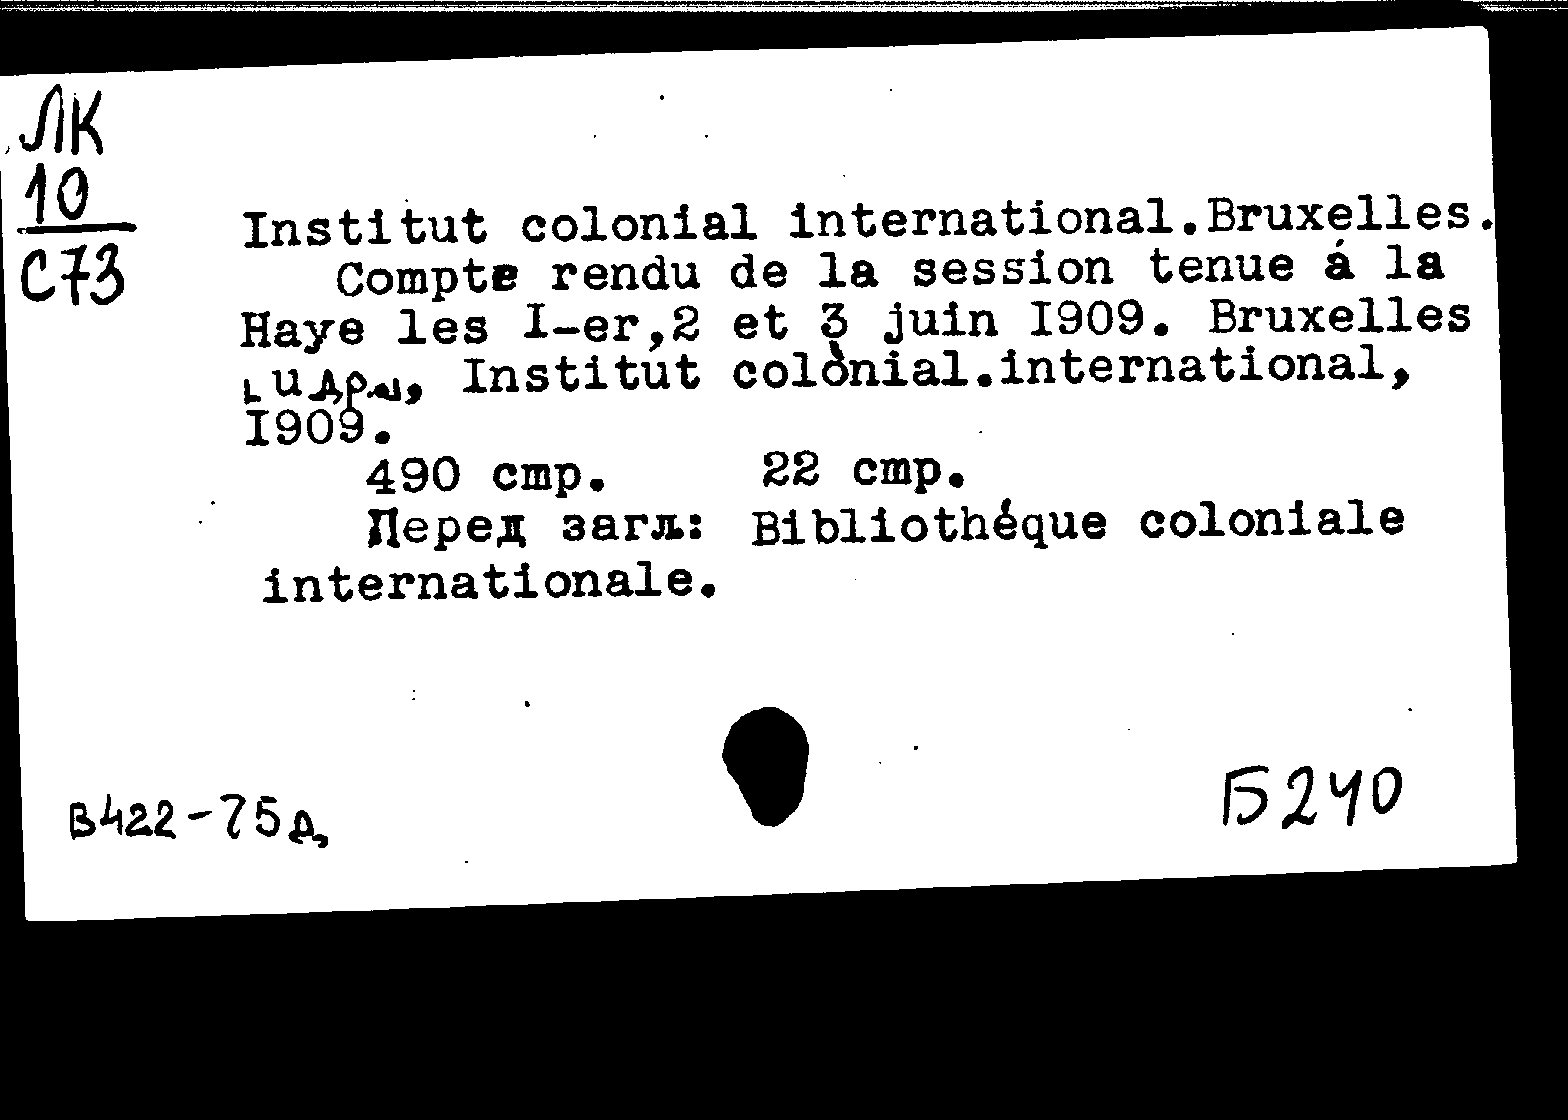 ЛК
10
С73
Institut colonial international.Bruxelles.
Compte rendu de la session tenue á la
Haye les I-er,2 et 3 juin I909. Bruxelles
и др., Institut colonial.international,
I909.
490 стр. 22 стр.
Перед загл: Bibliothéque coloniale
internationale.
В422-75д,
Б240